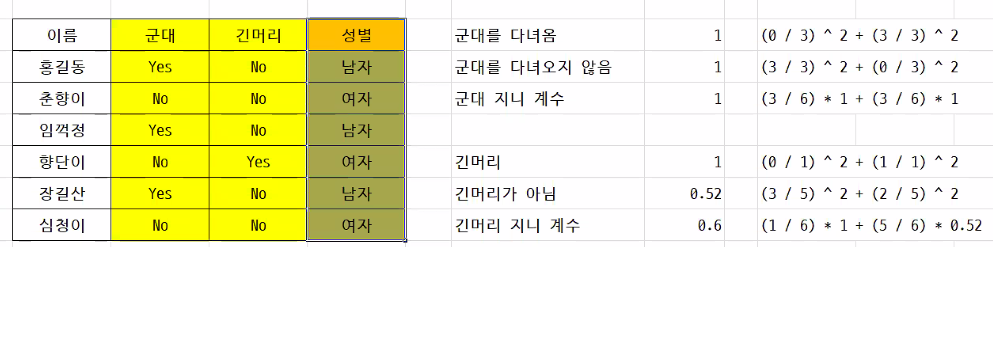 이름 군대 긴머리 성별 군대를 다녀옴 1 (0 / 3) ^ 2 + (3 / 3) ^ 2
홍길동 Yes No 남자 군대를 다녀오지 않음 1 (3 / 3) ^ 2 + (0 / 3) ^ 2
춘향이 No No 여자 군대 지니 계수 1 (3 / 6) * 1 + (3 / 6) * 1
임꺽정 Yes No 남자
향단이 No Yes 여자 긴머리 1 (0 / 1) ^ 2 + (1 / 1) ^ 2
장길산 Yes No 남자 긴머리가 아님 0.52 (3 / 5) ^ 2 + (2 / 5) ^ 2
심청이 No No 여자 긴머리 지니 계수 0.6 (1 / 6) * 1 + (5 / 6) * 0.52